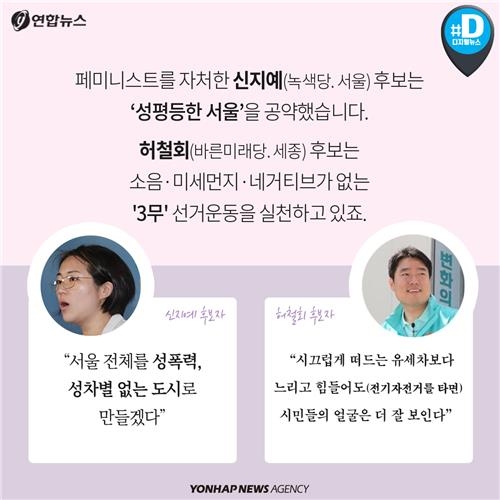 연합뉴스
#D
디지털뉴스
페미니스트를 자처한 신지예(녹색당. 서울) 후보는
‘성평등한 서울’을 공약했습니다.
허철회(바른미래당. 세종) 후보는
소음·미세먼지·네거티브가 없는
'3무' 선거운동을 실천하고 있죠.
변화의
신지예 후보자
허철회 후보자
“서울 전체를 성폭력,
성차별 없는 도시로
만들겠다”
“시끄럽게 떠드는 유세차보다
느리고 힘들어도(전기자전거를 타면)
시민들의 얼굴은 더 잘 보인다”
YONHAP NEWS AGENCY